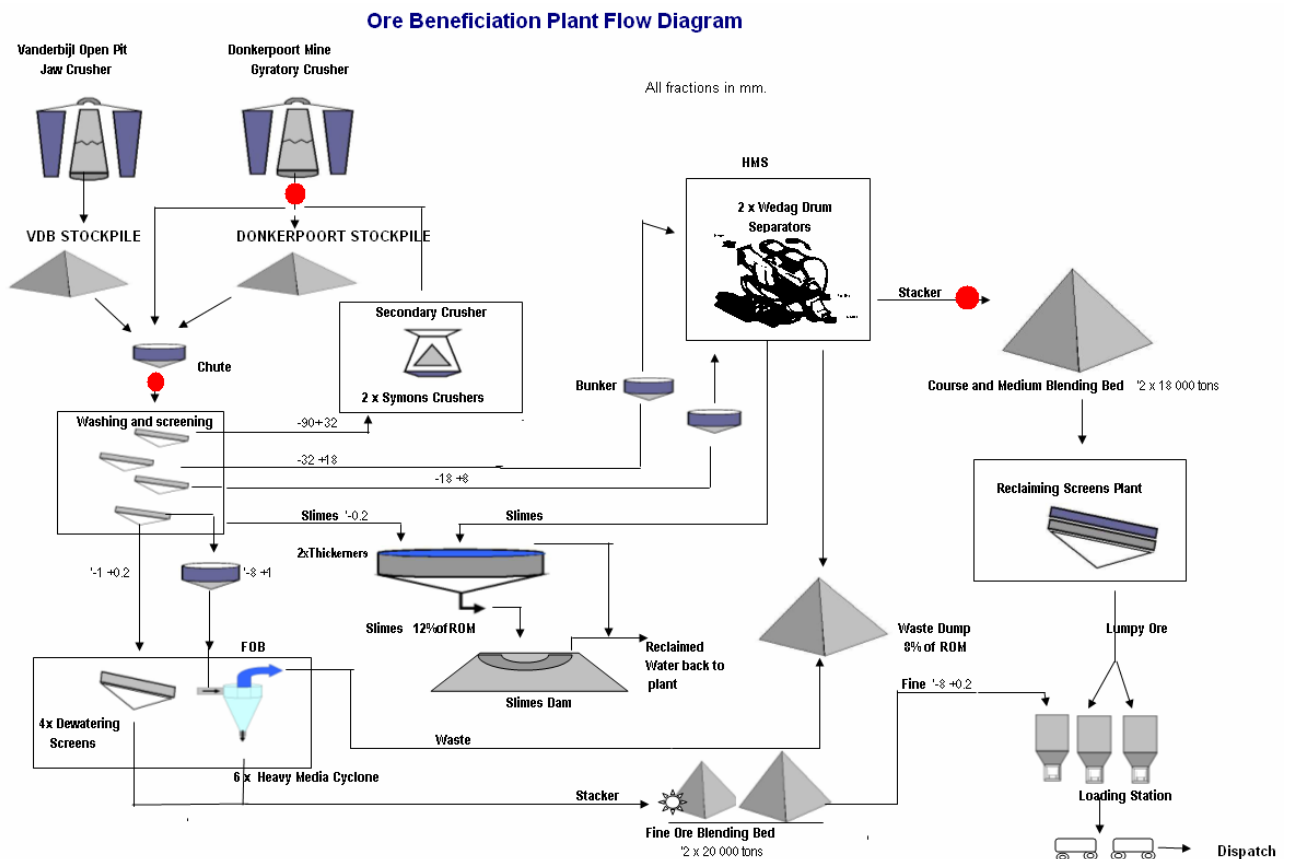 Ore Beneficiation Plant Flow Diagram
Vanderbijl Open Pit
Jaw Crusher
Donkerpoort Mine
Gyratory Crusher
All fractions in mm.
HMS
2 x Wedag Drum
Separators
VDB STOCKPILE
DONKERPOORT STOCKPILE
Stacker
Secondary Crusher
2 x Symons Crushers
Chute
Bunker
Course and Medium Blending Bed '2 x 18 000 tons
Washing and screening
-90+32
-32 +18
-18 +8
Reclaiming Screens Plant
Slimes '-0.2
Slimes
2xThickerners
'-1 +0.2
'-8 +1
Slimes 12%of ROM
Reclaimed
Water back to
plant
Slimes Dam
Waste Dump
8% of ROM
Lumpy Ore
FOB
Fine '-8 +0.2
4x Dewatering
Screens
Waste
6 x Heavy Media Cyclone
Stacker
Loading Station
Fine Ore Blending Bed
'2 x 20 000 tons
Dispatch